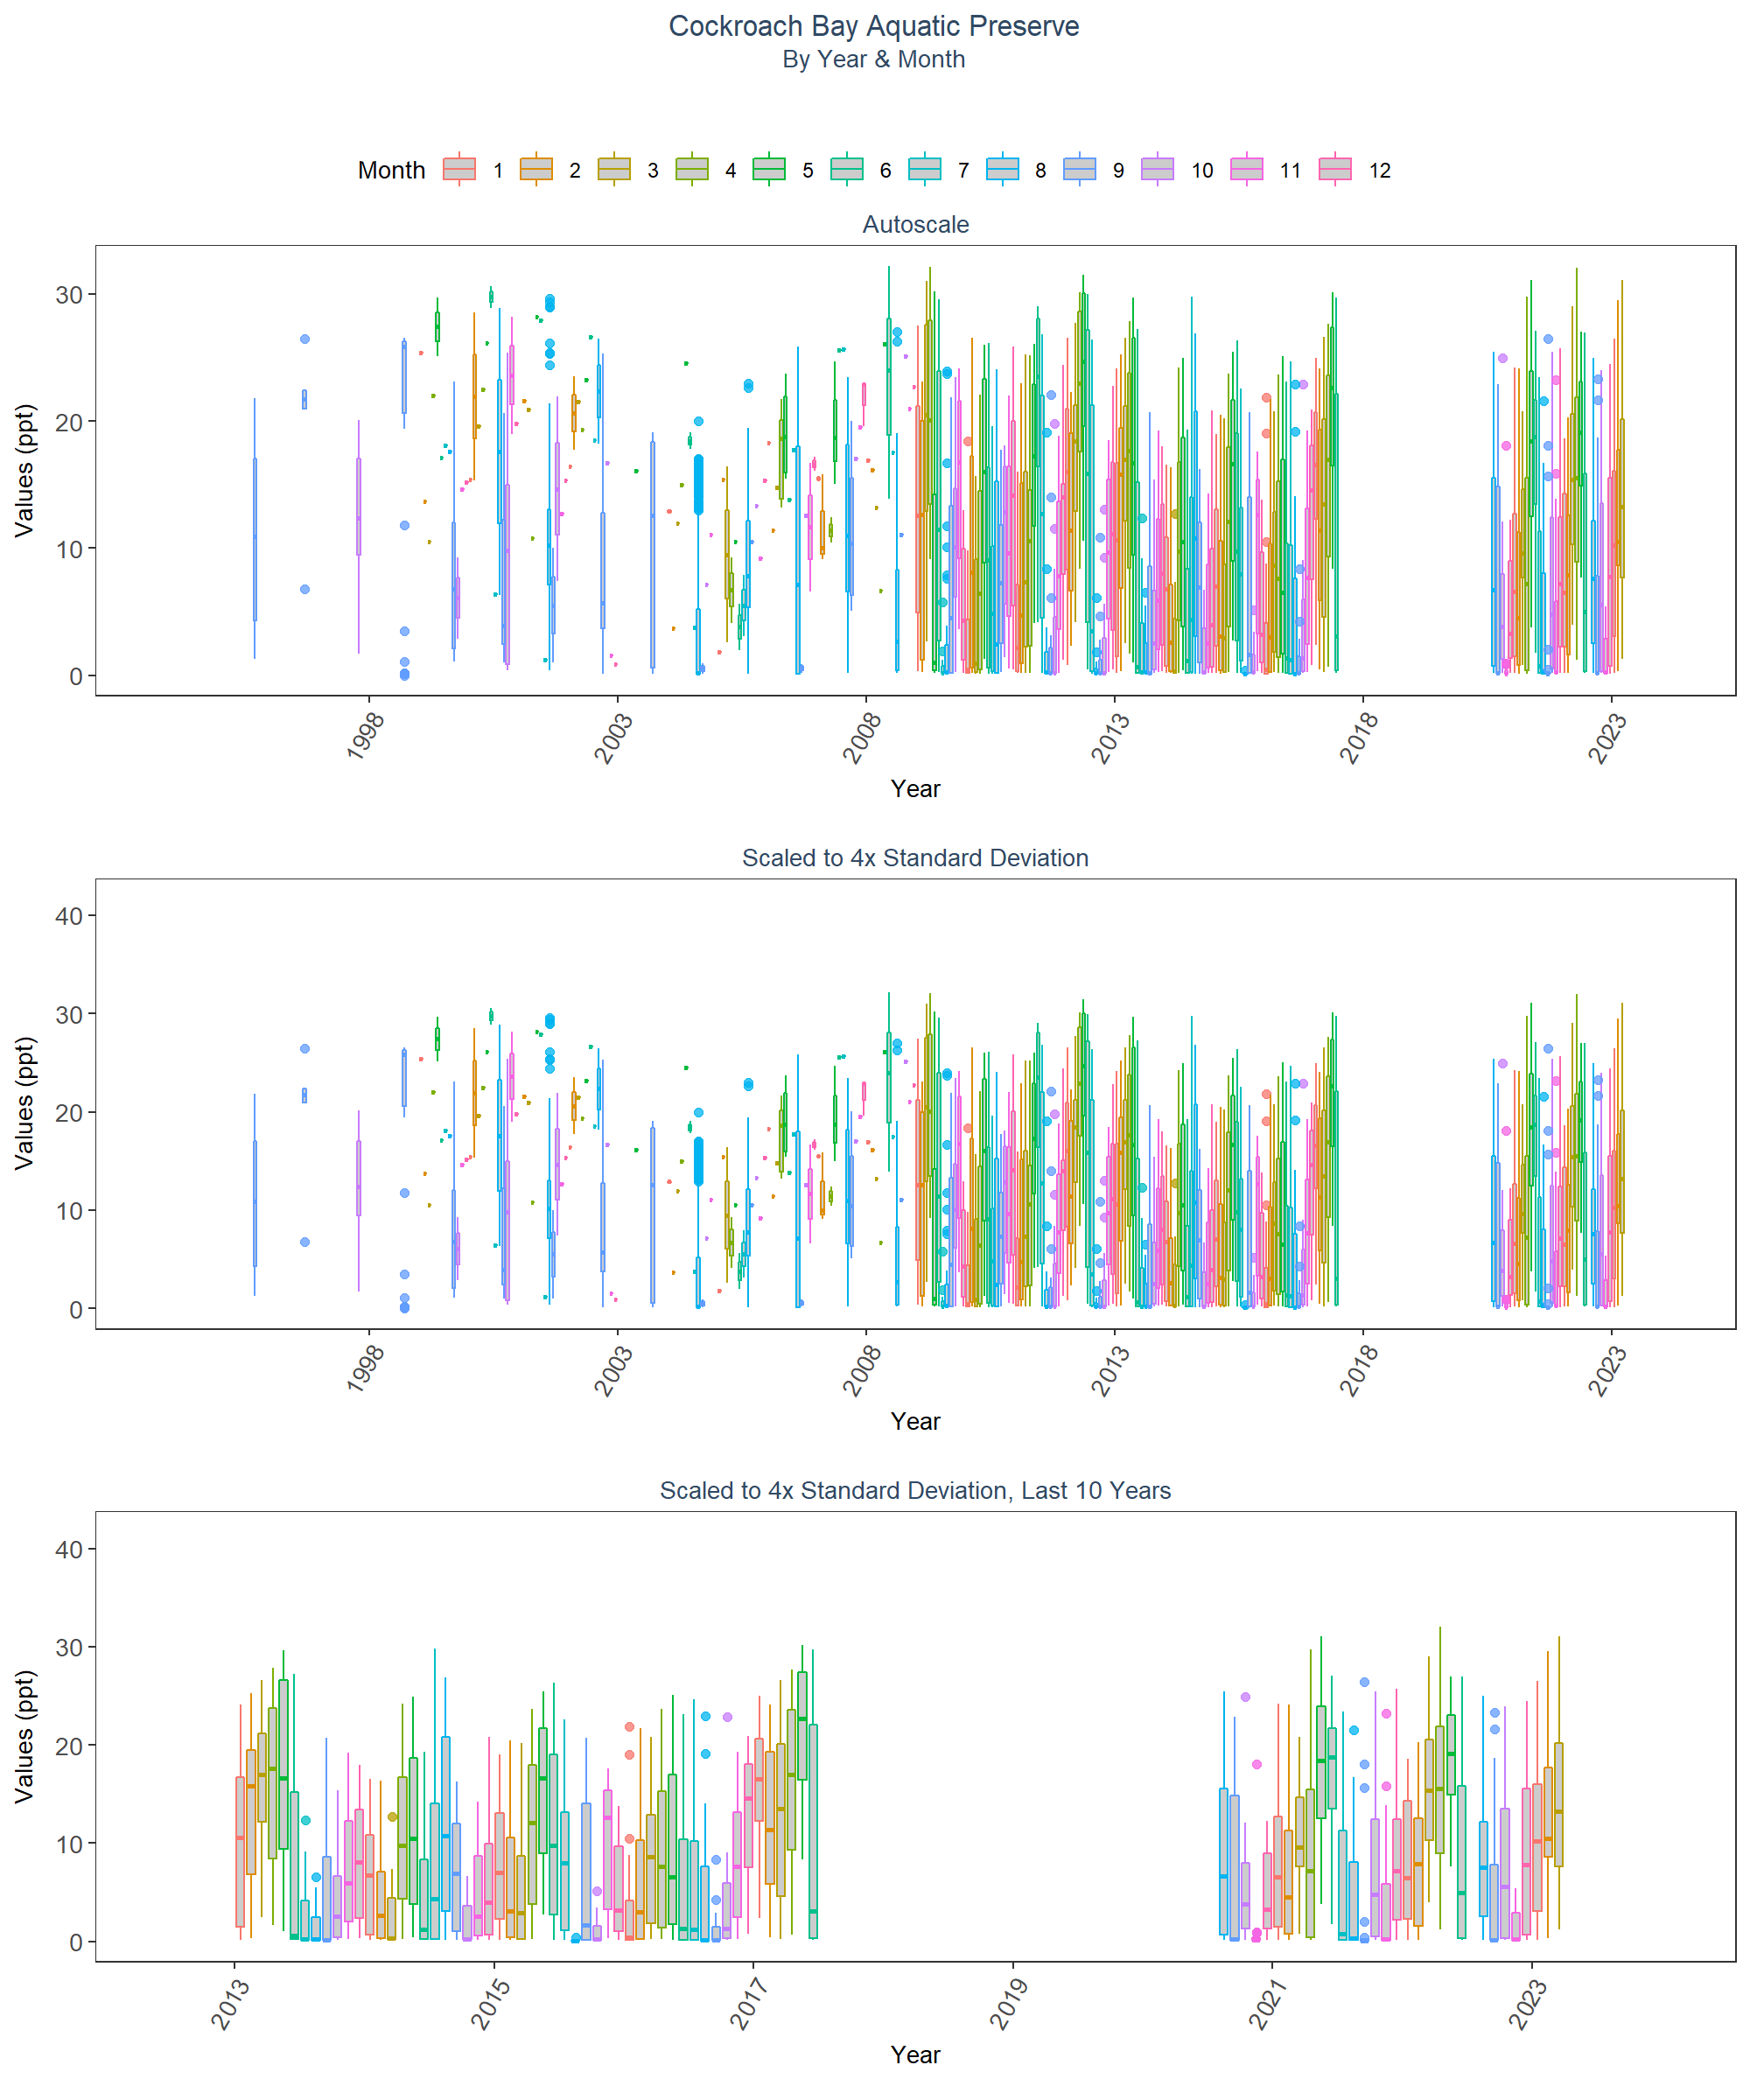 Cockroach Bay Aquatic Preserve
By Year & Month
Month 1 2 3 4 5 6 7 8 9 10 11 12
Autoscale
Values (ppt)
30
20
10
0
1998 2003 2008 2013 2018 2023
Year
Scaled to 4x Standard Deviation
Values (ppt)
40
30
20
10
0
1998 2003 2008 2013 2018 2023
Year
Scaled to 4x Standard Deviation, Last 10 Years
Values (ppt)
40
30
20
10
0
2013 2015 2017 2019 2021 2023
Year